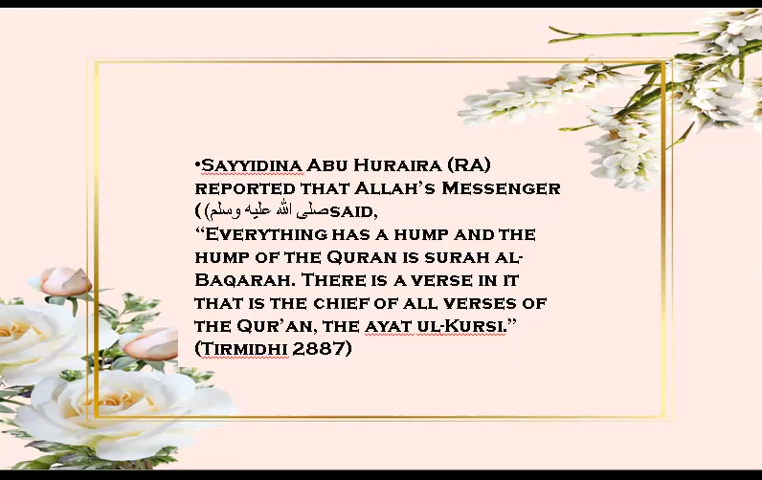 •Sayyidina Abu Huraira (RA)
reported that Allah’s Messenger
((صلى الله عليه وسلمsaid,
“Everything has a hump and the
hump of the Quran is surah al-
Baqarah. There is a verse in it
that is the chief of all verses of
the Qur’an, the ayat ul-Kursi.”
(Tirmidhi 2887)